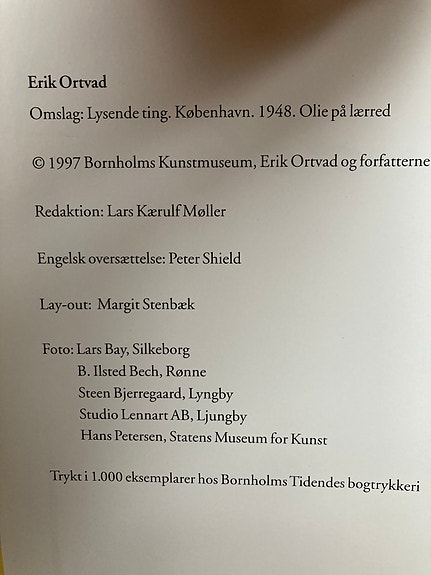 Erik Ortvad
Omslag: Lysende ting. København. 1948. Olie på lærred
© 1997 Bornholms Kunstmuseum, Erik Ortvad og forfatterne
Redaktion: Lars Kærulf Møller
Engelsk oversættelse: Peter Shield
Lay-out: Margit Stenbæk
Foto: Lars Bay, Silkeborg
B. Ilsted Bech, Rønne
Steen Bjerregaard, Lyngby
Studio Lennart AB, Ljungby
Hans Petersen, Statens Museum for Kunst
Trykt i 1.000 eksemplarer hos Bornholms Tidendes bogtrykkeri